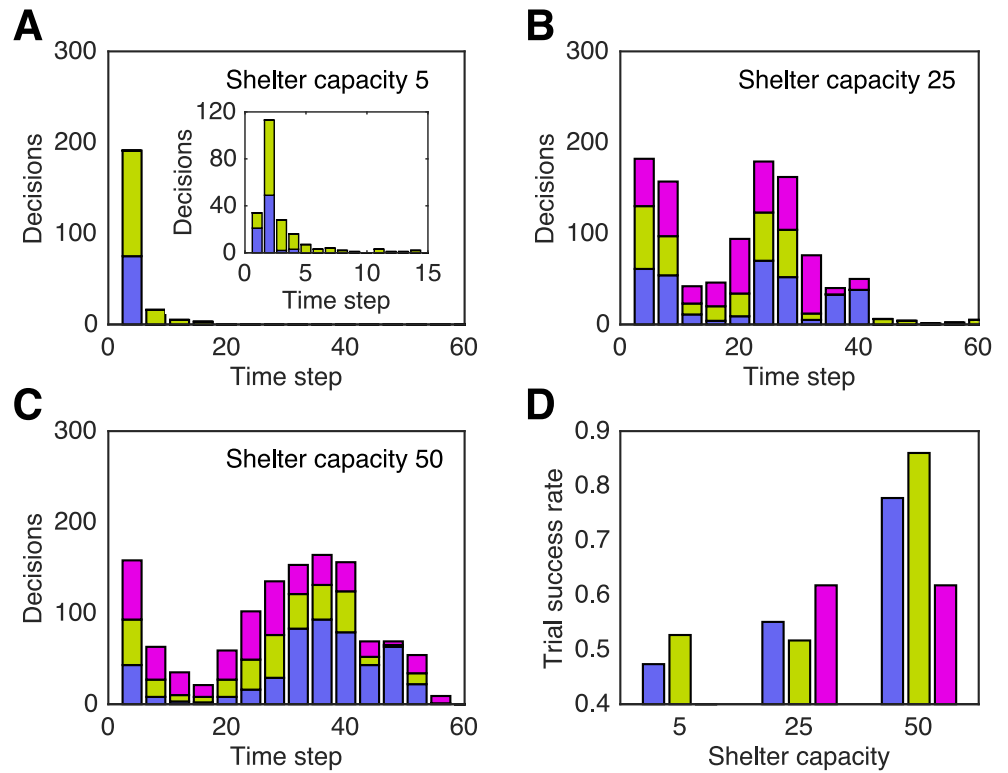 A
300
200
100
0
Decisions
Shelter capacity 5
120
80
40
0
Decisions
0 5 10 15
Time step
0 20 40 60
Time step
B
300
200
100
0
Decisions
Shelter capacity 25
0 20 40 60
Time step
C
300
200
100
0
Decisions
Shelter capacity 50
0 20 40 60
Time step
D
0.9
0.8
0.7
0.6
0.5
0.4
Trial success rate
5 25 50
Shelter capacity